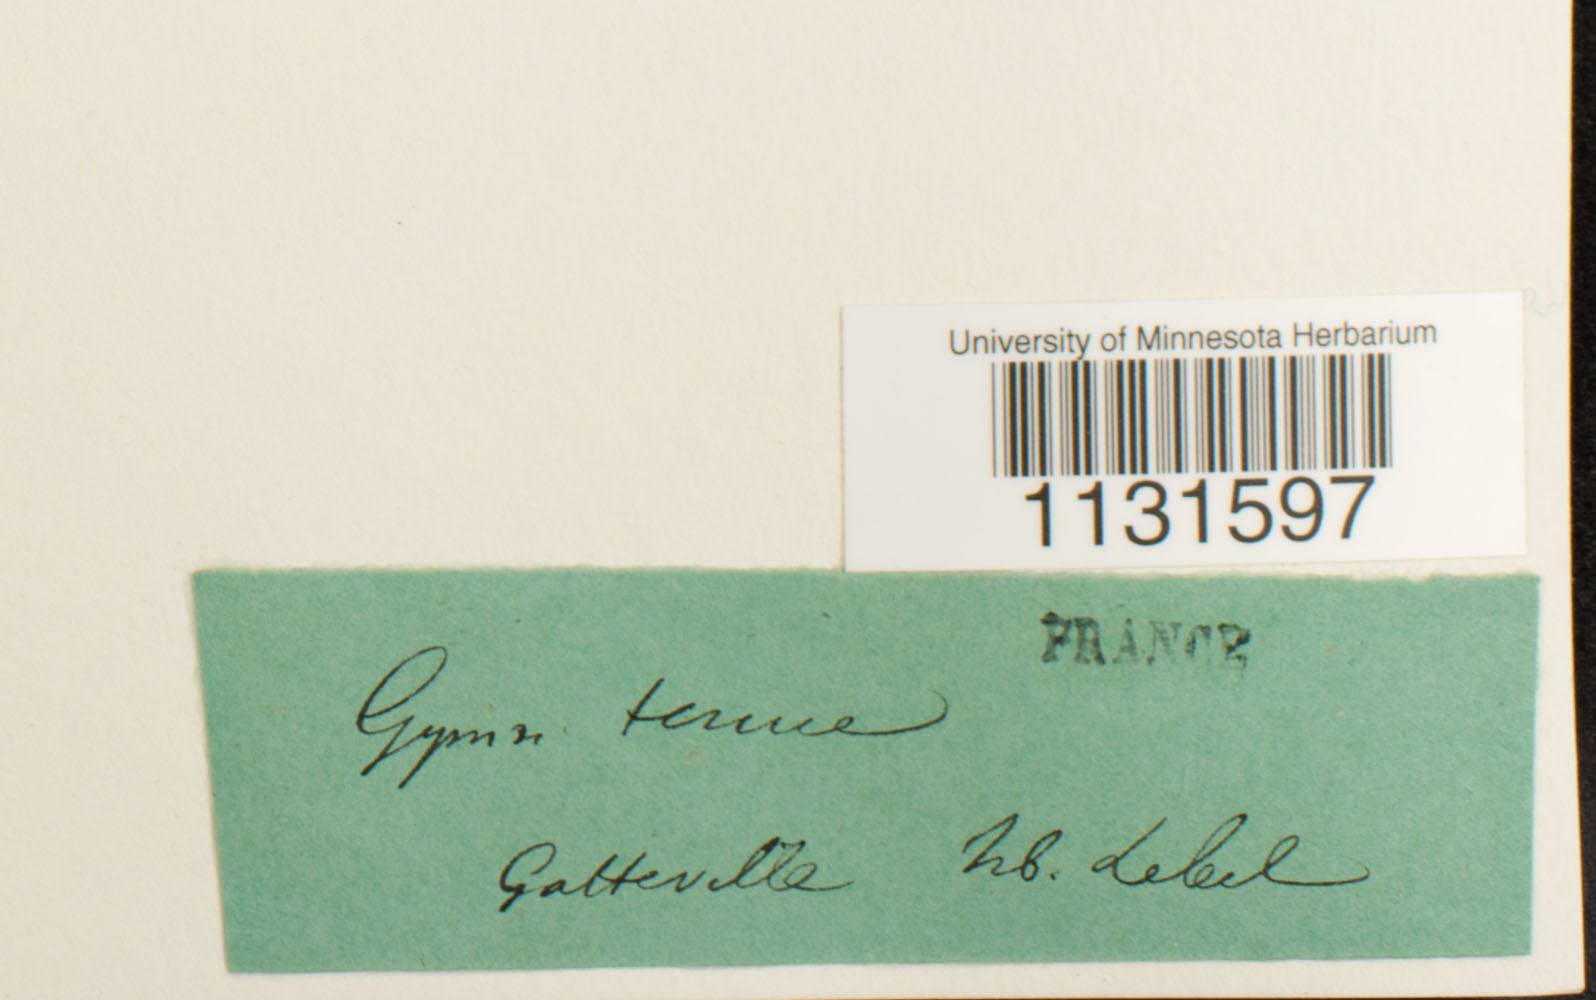 University of Minnesota Herbarium
1131597
FRANCE
Gymn. tenue
Gatteville hb. Lebel